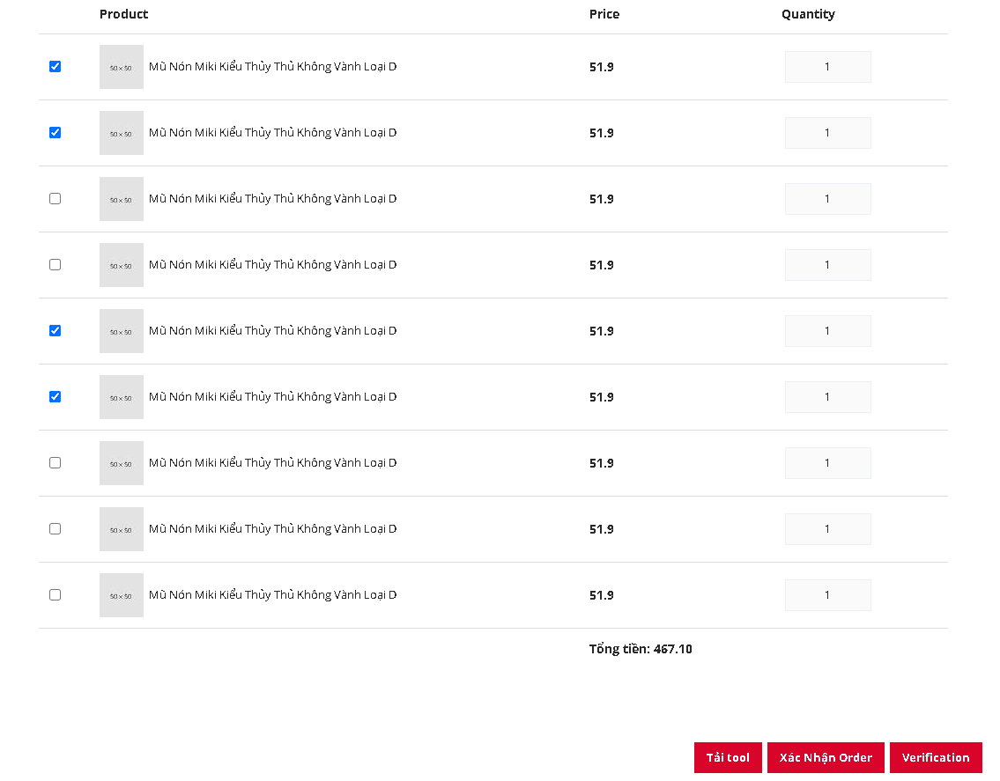 Product Price Quantity
50 x 50 Mũ Nón Miki Kiểu Thủy Thủ Không Vành Loại D 51.9 1
50 x 50 Mũ Nón Miki Kiểu Thủy Thủ Không Vành Loại D 51.9 1
50 x 50 Mũ Nón Miki Kiểu Thủy Thủ Không Vành Loại D 51.9 1
50 x 50 Mũ Nón Miki Kiểu Thủy Thủ Không Vành Loại D 51.9 1
50 x 50 Mũ Nón Miki Kiểu Thủy Thủ Không Vành Loại D 51.9 1
50 x 50 Mũ Nón Miki Kiểu Thủy Thủ Không Vành Loại D 51.9 1
50 x 50 Mũ Nón Miki Kiểu Thủy Thủ Không Vành Loại D 51.9 1
50 x 50 Mũ Nón Miki Kiểu Thủy Thủ Không Vành Loại D 51.9 1
50 x 50 Mũ Nón Miki Kiểu Thủy Thủ Không Vành Loại D 51.9 1
Tổng tiền: 467.10
Tải tool Xác Nhận Order Verification